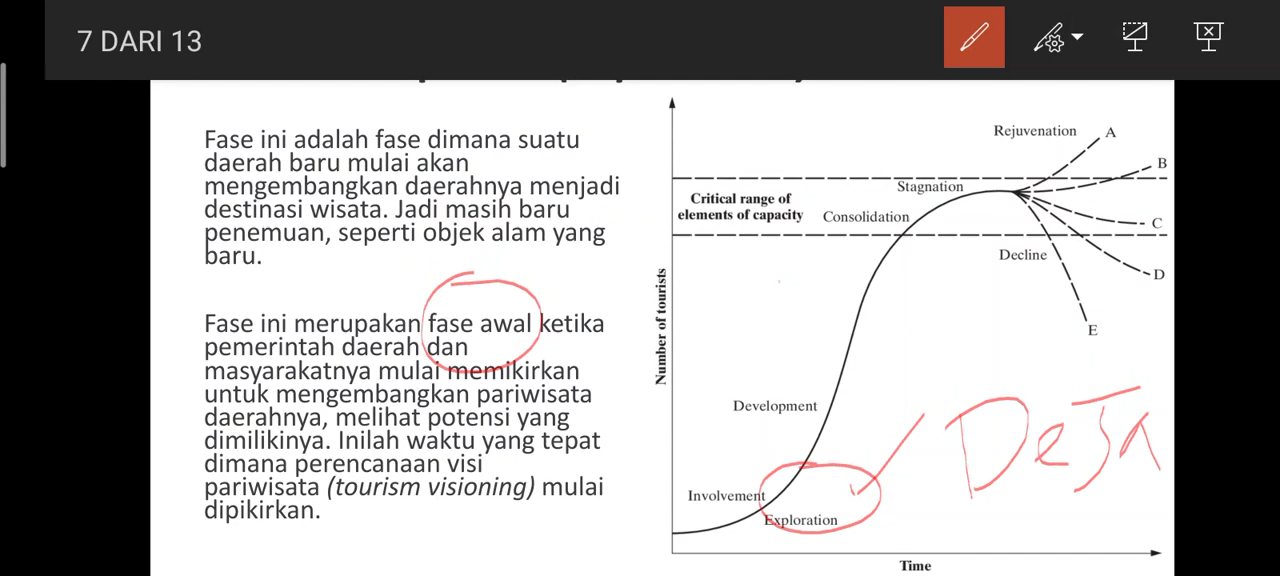 7 DARI 13
Fase ini adalah fase dimana suatu
daerah baru mulai akan
mengembangkan daerahnya menjadi
destinasi wisata. Jadi masih baru
penemuan, seperti objek alam yang
baru.
Fase ini merupakan fase awal ketika
pemerintah daerah dan
masyarakatnya mulai memikirkan
untuk mengembangkan pariwisata
daerahnya, melihat potensi yang
dimilikinya. Inilah waktu yang tepat
dimana perencanaan visi
pariwisata (tourism visioning) mulai
dipikirkan.
Rejuvenation
A
B
Stagnation
Critical range of
elements of capacity
Consolidation
C
Decline
D
E
Number of tourists
Development
Involvement
Exploration
Time